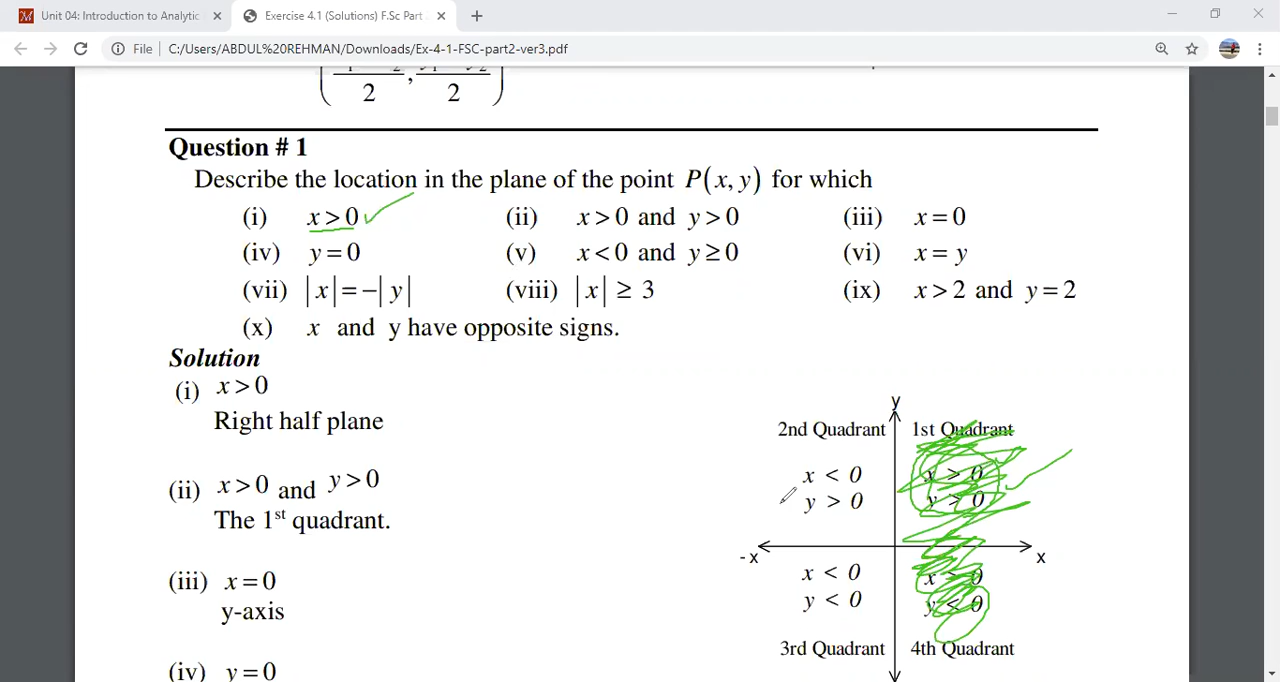 Unit 04: Introduction to Analytic
Exercise 4.1 (Solutions) F.Sc Part
File C:/Users/ABDUL%20REHMAN/Downloads/Ex-4-1-FSC-part2-ver3.pdf
2 , 2
Question # 1
Describe the location in the plane of the point P(x, y) for which
(i) x > 0 (ii) x > 0 and y > 0 (iii) x = 0
(iv) y = 0 (v) x < 0 and y ≥ 0 (vi) x = y
(vii) |x| = −|y| (viii) |x| ≥ 3 (ix) x > 2 and y = 2
(x) x and y have opposite signs.
Solution
(i) x > 0
Right half plane
(ii) x > 0 and y > 0
The 1st quadrant.
(iii) x = 0
y-axis
(iv) y = 0
y
2nd Quadrant 1st Quadrant
x < 0 x > 0
y > 0 y > 0
- x x
x < 0 x > 0
y < 0 y < 0
3rd Quadrant 4th Quadrant